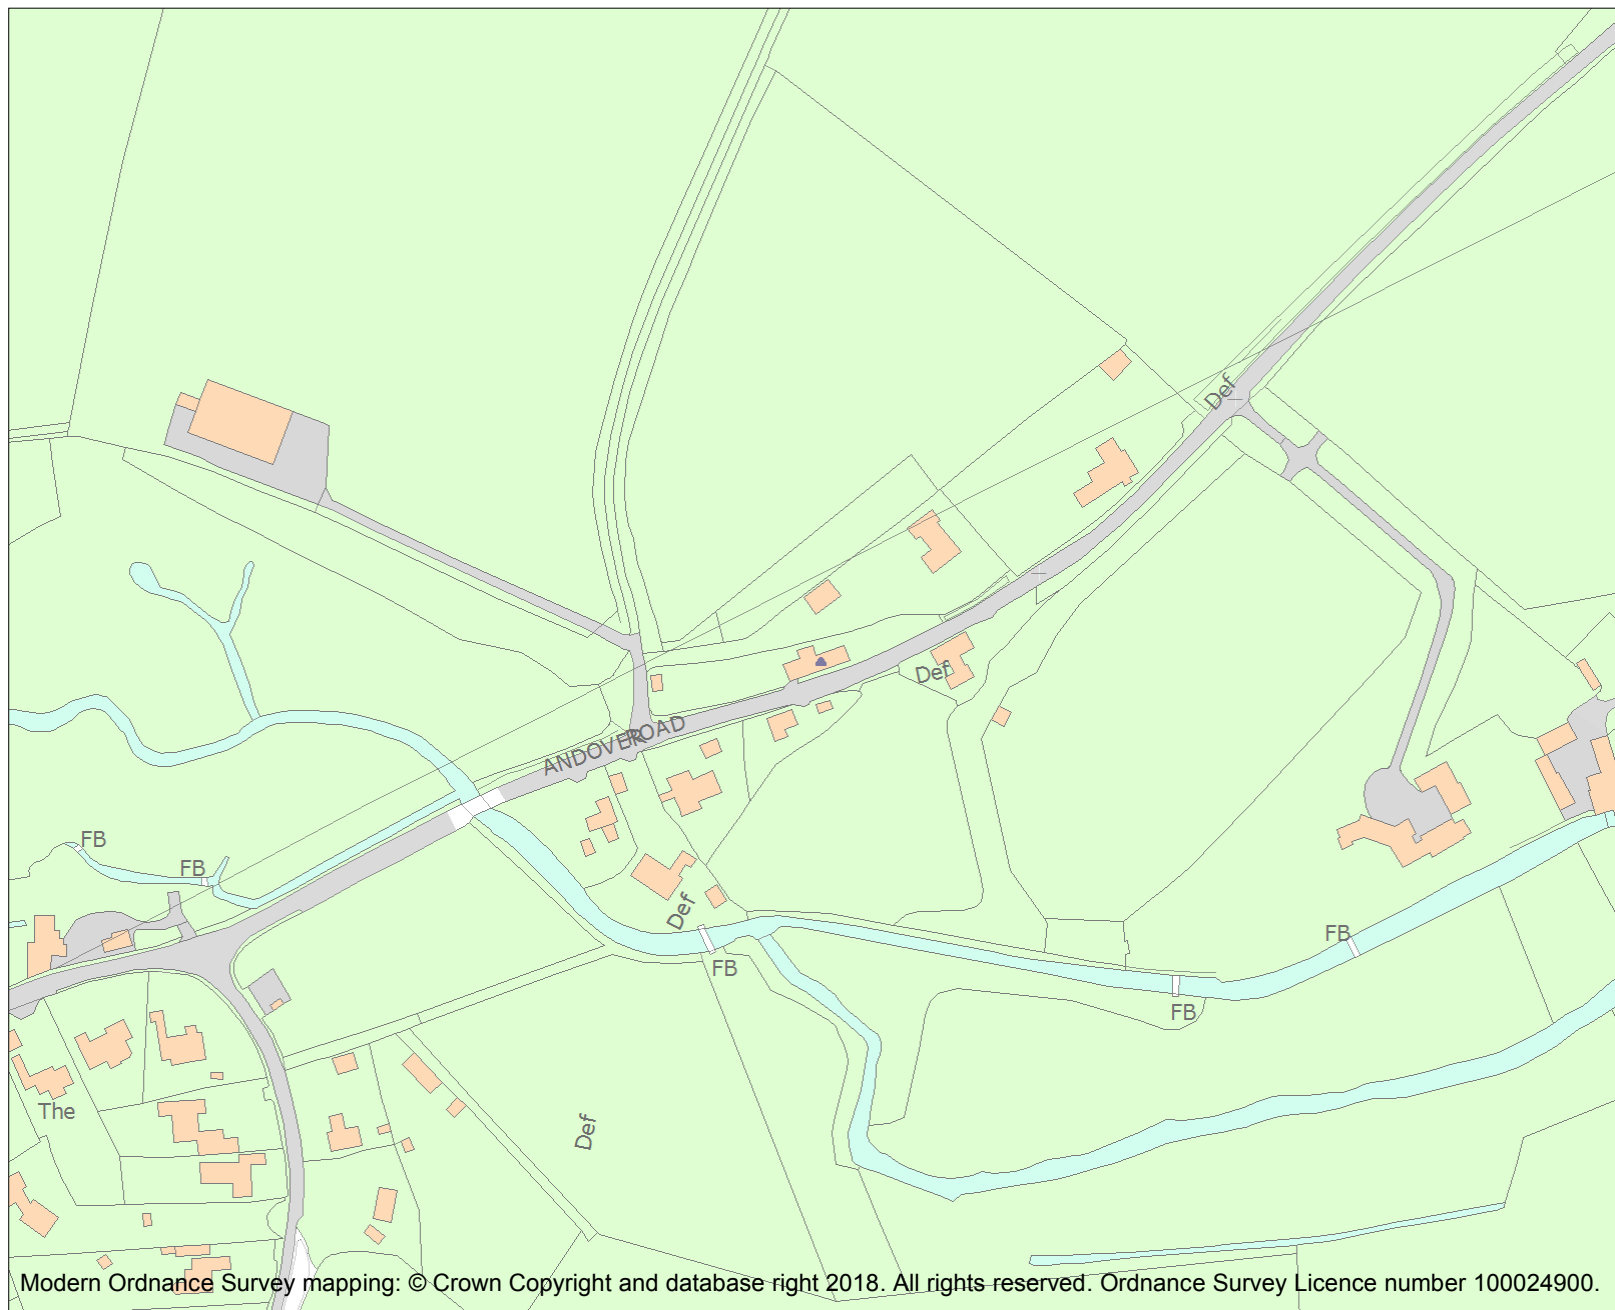 Def
Def
ANDOVER ROAD
FB
FB
Def
FB
FB
FB
The
Def
Modern Ordnance Survey mapping: © Crown Copyright and database right 2018. All rights reserved. Ordnance Survey Licence number 100024900.